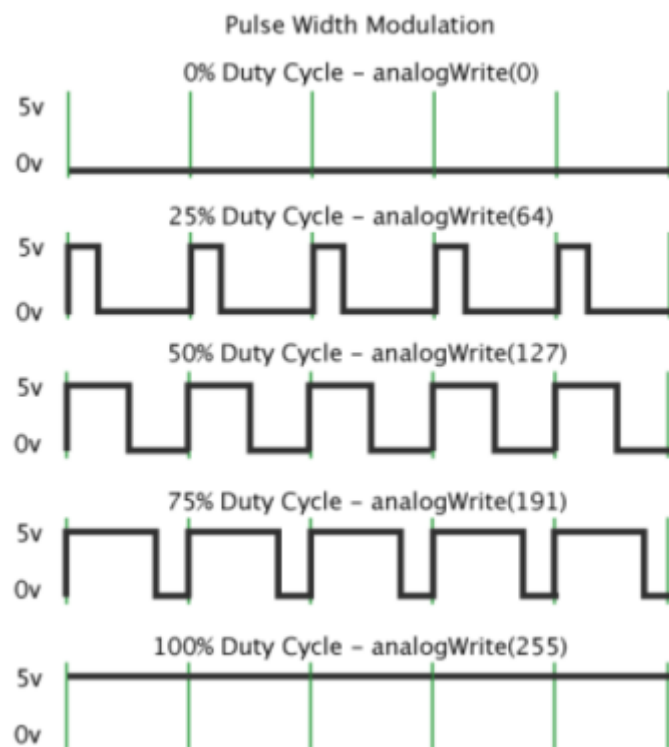 Pulse Width Modulation
0% Duty Cycle – analogWrite(0)
5v
0v
25% Duty Cycle – analogWrite(64)
5v
0v
50% Duty Cycle – analogWrite(127)
5v
0v
75% Duty Cycle – analogWrite(191)
5v
0v
100% Duty Cycle – analogWrite(255)
5v
0v